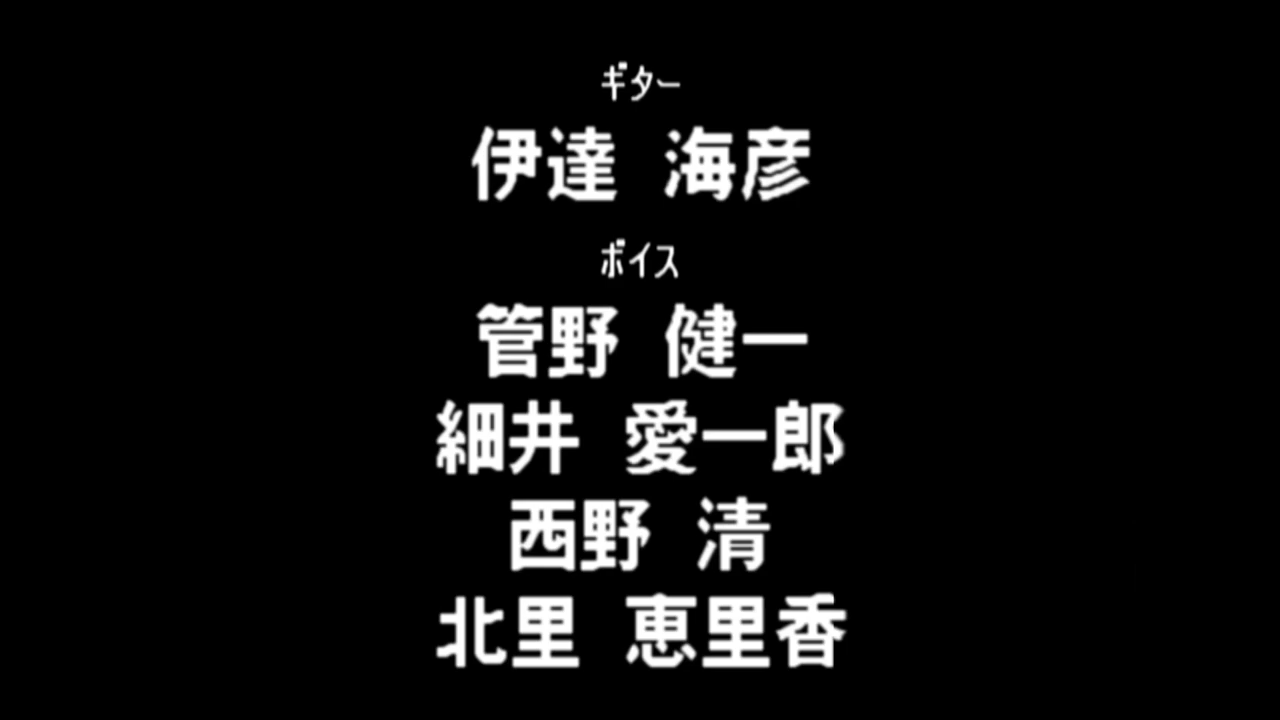 ギター
伊達 海彦
ボイス
管野 健一
細井 愛一郎
西野 清
北里 恵里香